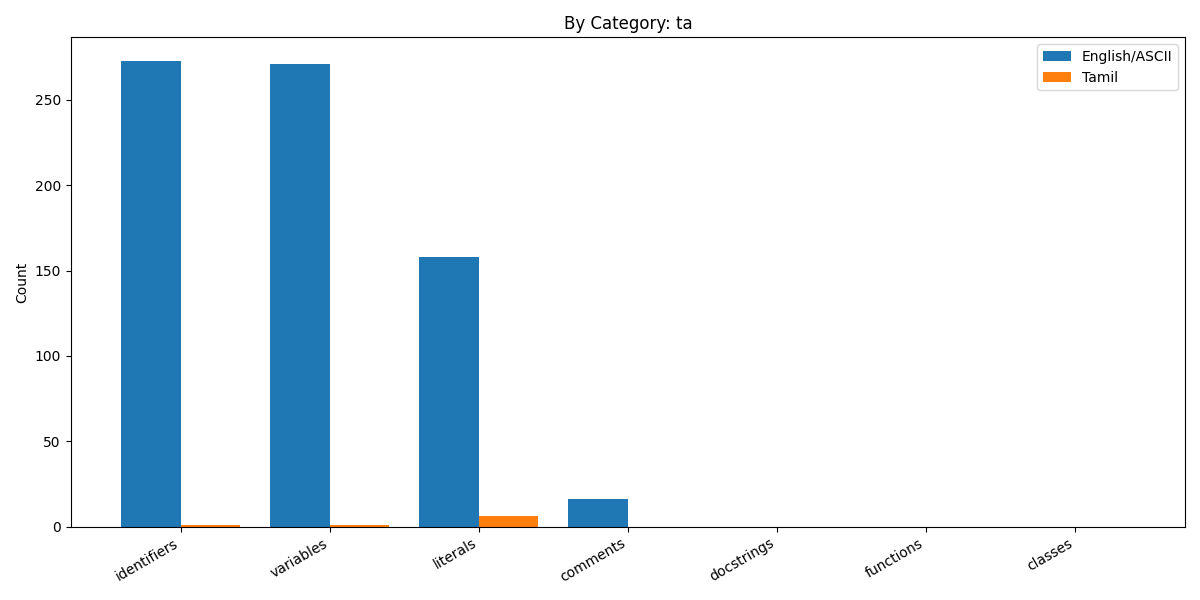 By Category: ta
English/ASCII
Tamil
Count
250
200
150
100
50
0
identifiers
variables
literals
comments
docstrings
functions
classes